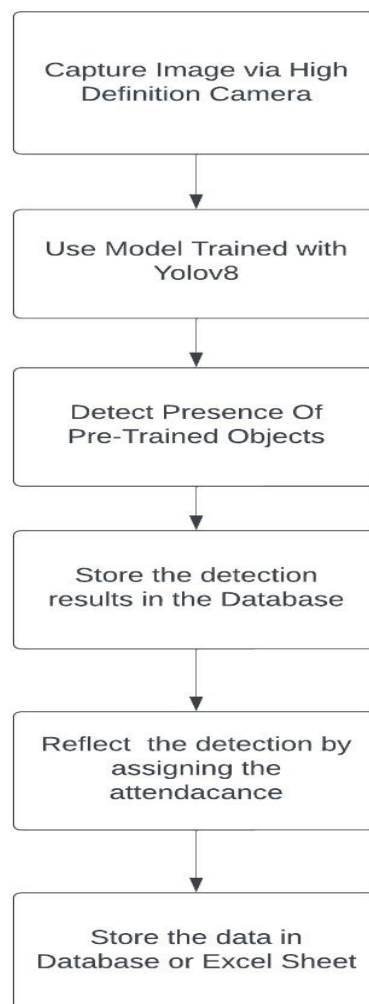 Capture Image via High
Definition Camera
Use Model Trained with
Yolov8
Detect Presence Of
Pre-Trained Objects
Store the detection
results in the Database
Reflect  the detection by
assigning the
attendacance
Store the data in
Database or Excel Sheet